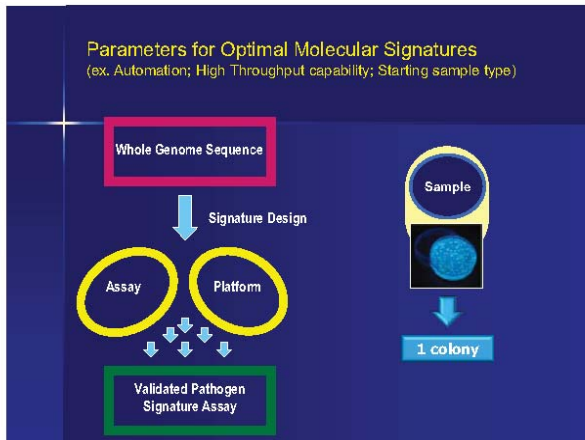 Parameters for Optimal Molecular Signatures
(ex. Automation; High Throughput capability; Starting sample type)
Whole Genome Sequence
Signature Design
Assay
Platform
Validated Pathogen
Signature Assay
Sample
1 colony